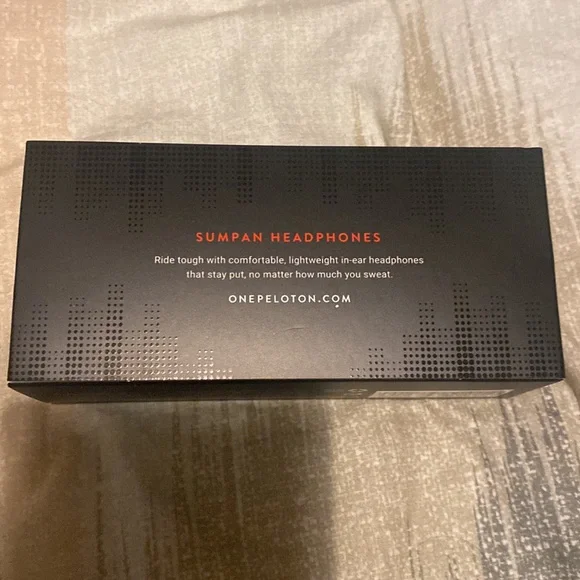 SUMPAN HEADPHONES
Ride tough with comfortable, lightweight in-ear headphones
that stay put, no matter how much you sweat.
ONEPELOTON.COM